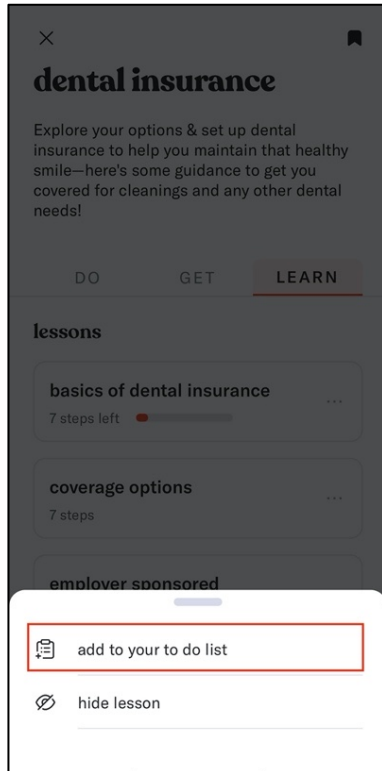 dental insurance
Explore your options & set up dental
insurance to help you maintain that healthy
smile—here's some guidance to get you
covered for cleanings and any other dental
needs!
DO GET LEARN
lessons
basics of dental insurance
7 steps left
coverage options
7 steps
employer sponsored
add to your to do list
hide lesson